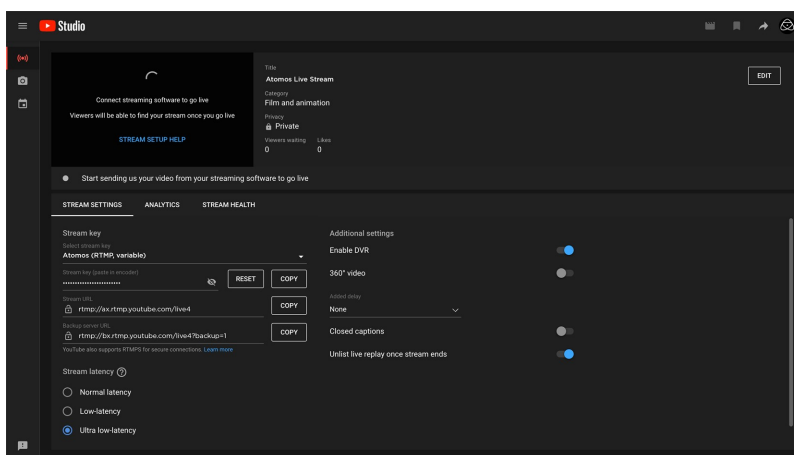 Studio
Connect streaming software to go live
Viewers will be able to find your stream once you go live
STREAM SETUP HELP
Title
Atomos Live Stream
Category
Film and animation
Privacy
Private
Viewers waiting Likes
0 0
EDIT
Start sending us your video from your streaming software to go live
STREAM SETTINGS ANALYTICS STREAM HEALTH
Stream key
Select stream key
Atomos (RTMP, variable)
Stream key (paste in encoder)
••••••••••••••••••••••••
RESET COPY
Stream URL
rtmp://ax.rtmp.youtube.com/live4
COPY
Backup server URL
rtmp://bx.rtmp.youtube.com/live4?backup=1
COPY
YouTube also supports RTMPS for secure connections. Learn more
Stream latency
Normal latency
Low-latency
Ultra low-latency
Additional settings
Enable DVR
360° video
Added delay
None
Closed captions
Unlist live replay once stream ends